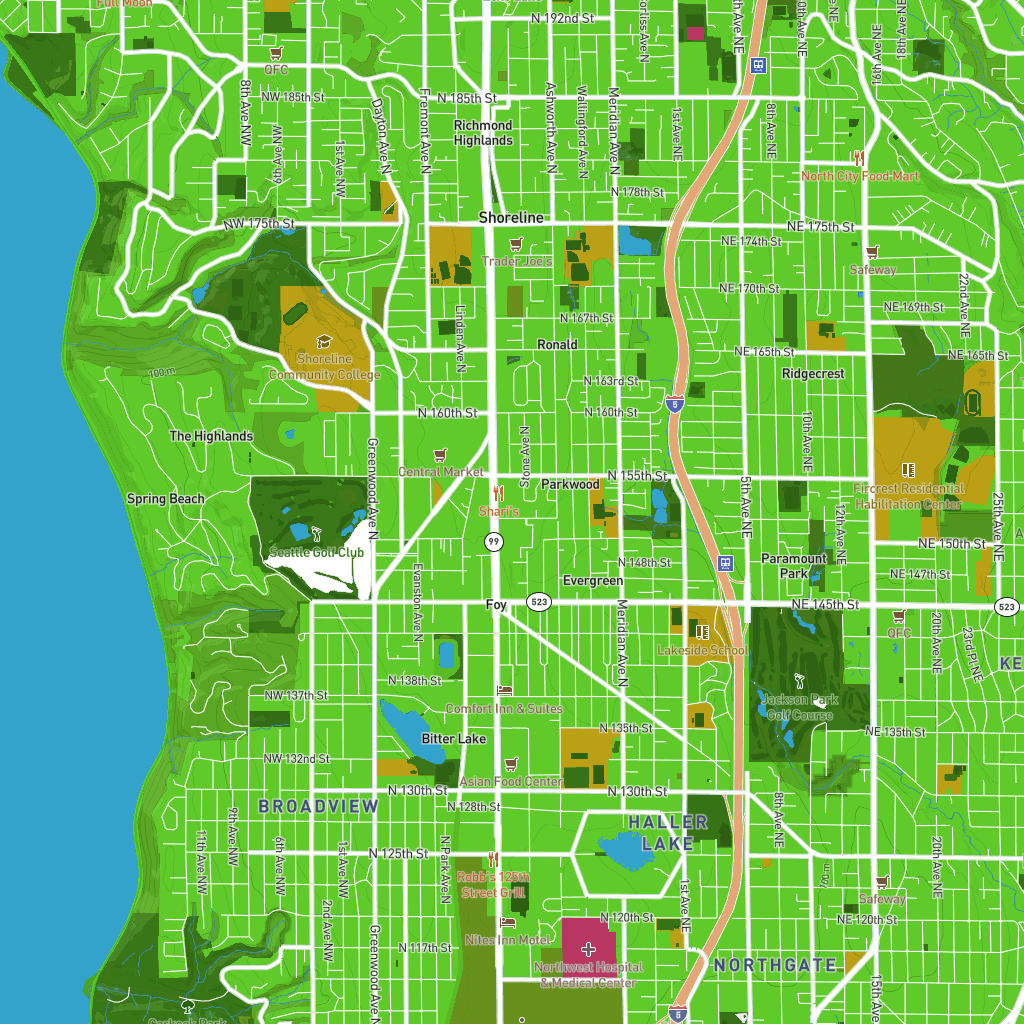 Full Moon
N 192nd St
Corliss Ave N
5th Ave NE
10th Ave NE
16th Ave NE
18th Ave NE
QFC
8th Ave NW
NW 185th St
Dayton Ave N
Fremont Ave N
N 185th St
Ashworth Ave N
Wallingford Ave N
Meridian Ave N
1st Ave NE
8th Ave NE
Richmond
Highlands
6th Ave NW
1st Ave NW
North City Food Mart
N 178th St
NW 175th St
Shoreline
NE 175th St
NE 174th St
Trader Joe's
Safeway
NE 170th St
22nd Ave NE
NE 169th St
Linden Ave N
N 167th St
Ronald
NE 165th St
NE 165th St
Shoreline
Community College
100 m
N 163rd St
Ridgecrest
5
N 160th St
N 160th St
10th Ave NE
The Highlands
Greenwood Ave N
Stone Ave N
Central Market
N 155th St
Parkwood
Fircrest Residential
Habilitation Center
Spring Beach
Shari's
5th Ave NE
12th Ave NE
25th Ave NE
99
Seattle Golf Club
NE 150th St
N 148th St
Paramount
Park
Evergreen
NE 147th St
Evanston Ave N
Foy
523
NE 145th St
523
Meridian Ave N
QFC
20th Ave NE
23rd Pl NE
Lakeside School
KE
N 138th St
NW 137th St
Comfort Inn & Suites
Jackson Park
Golf Course
N 135th St
NE 135th St
Bitter Lake
NW 132nd St
Asian Food Center
N 130th St
N 130th St
BROADVIEW
N 128th St
8th Ave NE
HALLER
LAKE
9th Ave NW
11th Ave NW
6th Ave NW
1st Ave NW
N Park Ave N
N 125th St
20th Ave NE
100 m
Robb's 125th
Street Grill
1st Ave NE
Safeway
2nd Ave NW
N 120th St
NE 120th St
Greenwood Ave N
N 117th St
Nites Inn Motel
Northwest Hospital
& Medical Center
NORTHGATE
15th Ave
5
Carkeek Park